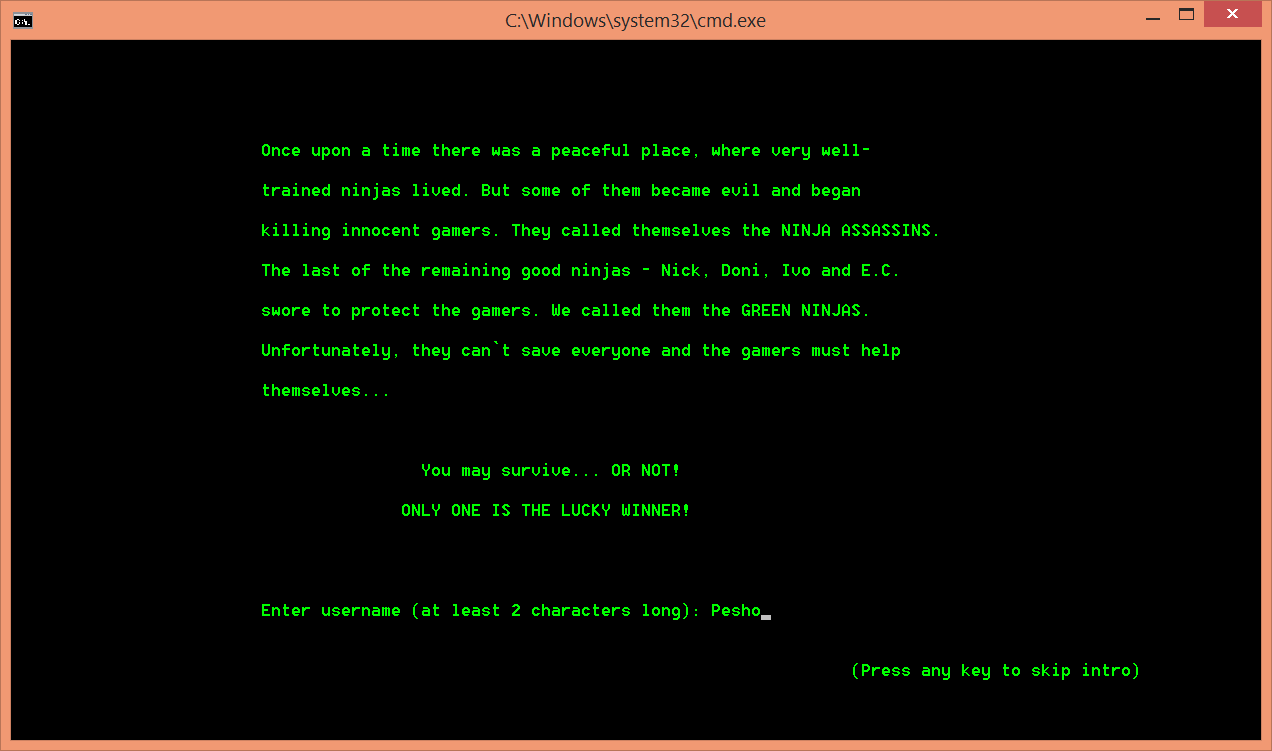 C:\Windows\system32\cmd.exe
Once upon a time there was a peaceful place, where very well-
trained ninjas lived. But some of them became evil and began
killing innocent gamers. They called themselves the NINJA ASSASSINS.
The last of the remaining good ninjas - Nick, Doni, Ivo and E.C.
swore to protect the gamers. We called them the GREEN NINJAS.
Unfortunately, they can`t save everyone and the gamers must help
themselves...
You may survive... OR NOT!
ONLY ONE IS THE LUCKY WINNER!
Enter username (at least 2 characters long): Pesho
(Press any key to skip intro)